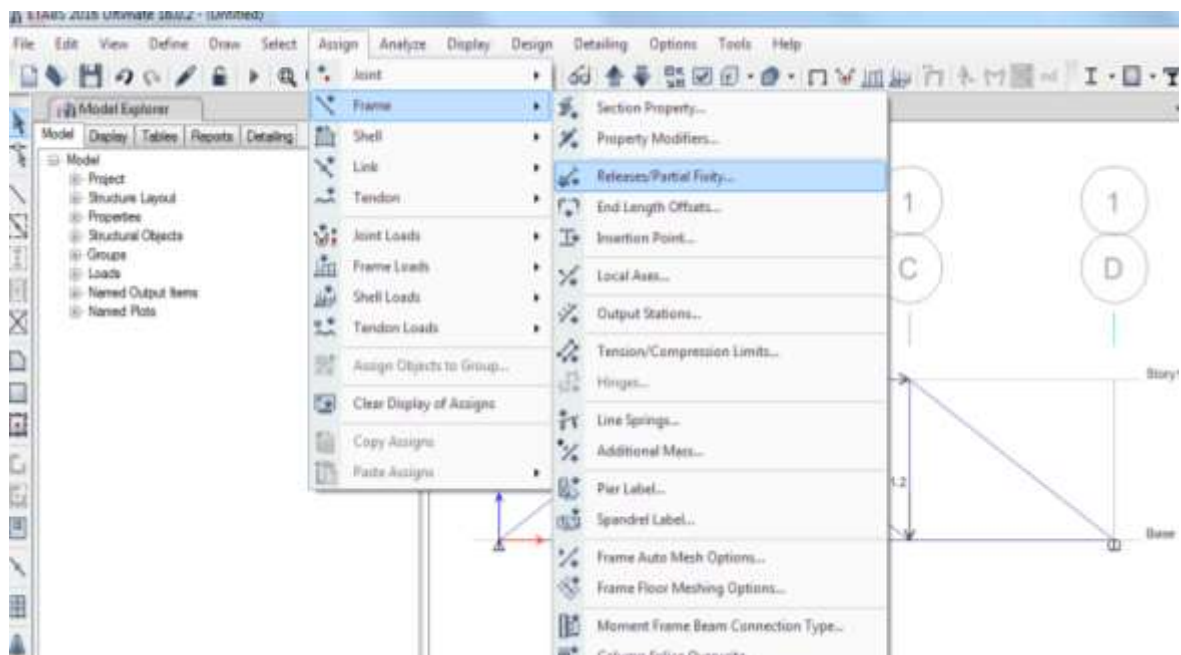 ETABS 2016 Ultimate 16.0.2 - (Untitled)
File Edit View Define Draw Select Assign Analyze Display Design Detailing Options Tools Help
Model Explorer
Model Display Tables Reports Detailing
Model
Project
Structure Layout
Properties
Structural Objects
Groups
Loads
Named Output Items
Named Plots
Joint
Frame
Shell
Link
Tendon
Joint Loads
Frame Loads
Shell Loads
Tendon Loads
Assign Objects to Group...
Clear Display of Assigns
Copy Assigns
Paste Assigns
Section Property...
Property Modifiers...
Releases/Partial Fixity...
End Length Offsets...
Insertion Point...
Local Axes...
Output Stations...
Tension/Compression Limits...
Hinges...
Line Springs...
Additional Mass...
Pier Label...
Spandrel Label...
Frame Auto Mesh Options...
Frame Floor Meshing Options...
Moment Frame Beam Connection Type...
Column Splice Overwrite
1 1
C D
Story1
1.2
Base